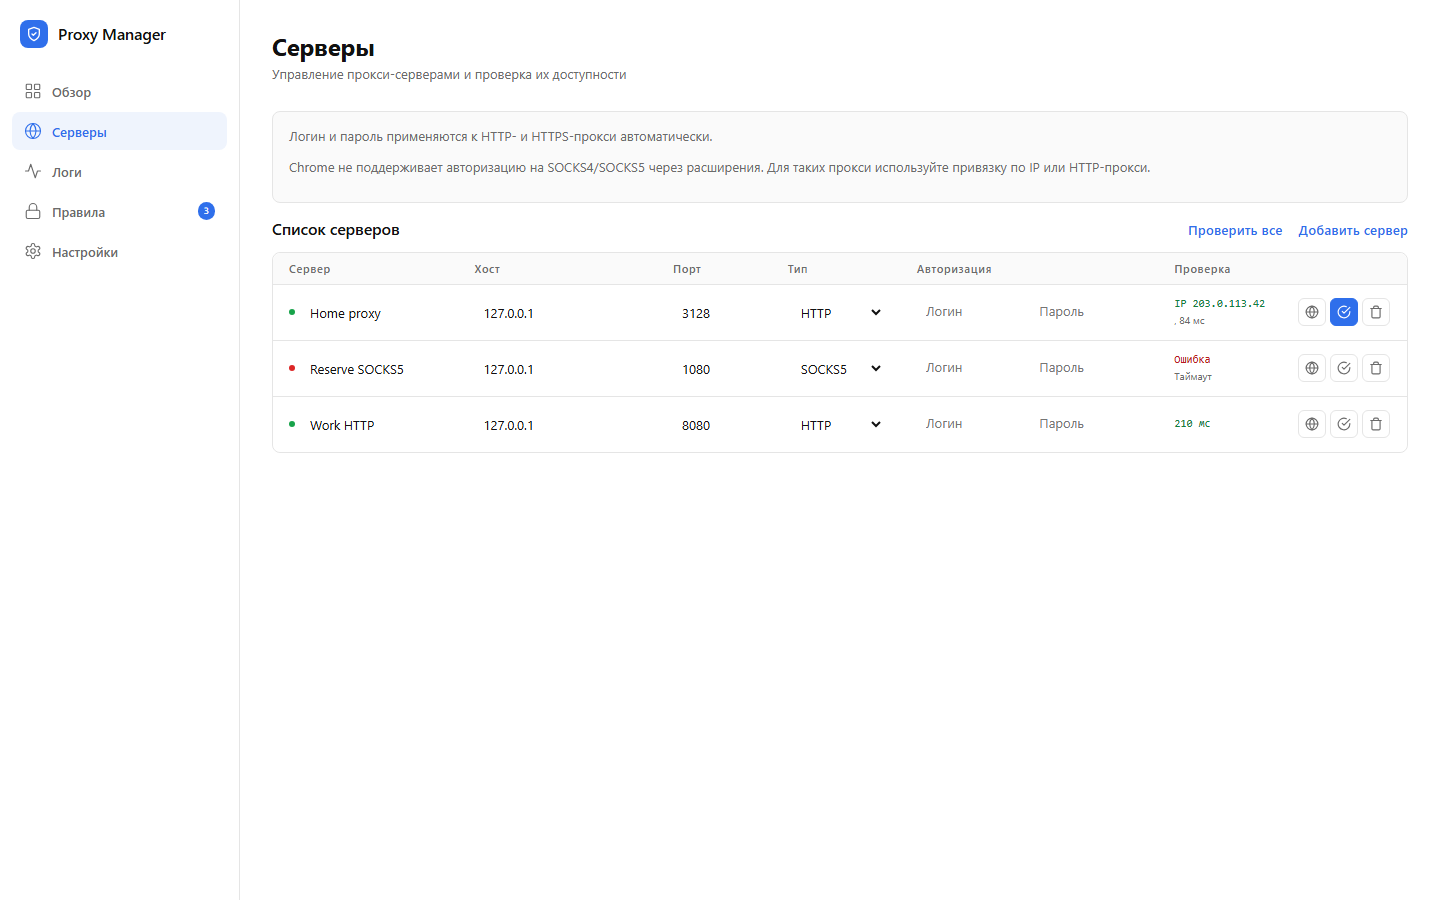 Proxy Manager
Обзор
Серверы
Логи
Правила 3
Настройки
Серверы
Управление прокси-серверами и проверка их доступности
Логин и пароль применяются к HTTP- и HTTPS-прокси автоматически.
Chrome не поддерживает авторизацию на SOCKS4/SOCKS5 через расширения. Для таких прокси используйте привязку по IP или HTTP-прокси.
Список серверов Проверить все Добавить сервер
Сервер Хост Порт Тип Авторизация Проверка
Home proxy 127.0.0.1 3128 HTTP Логин Пароль IP 203.0.113.42
, 84 мс
Reserve SOCKS5 127.0.0.1 1080 SOCKS5 Логин Пароль Ошибка
Таймаут
Work HTTP 127.0.0.1 8080 HTTP Логин Пароль 210 мс